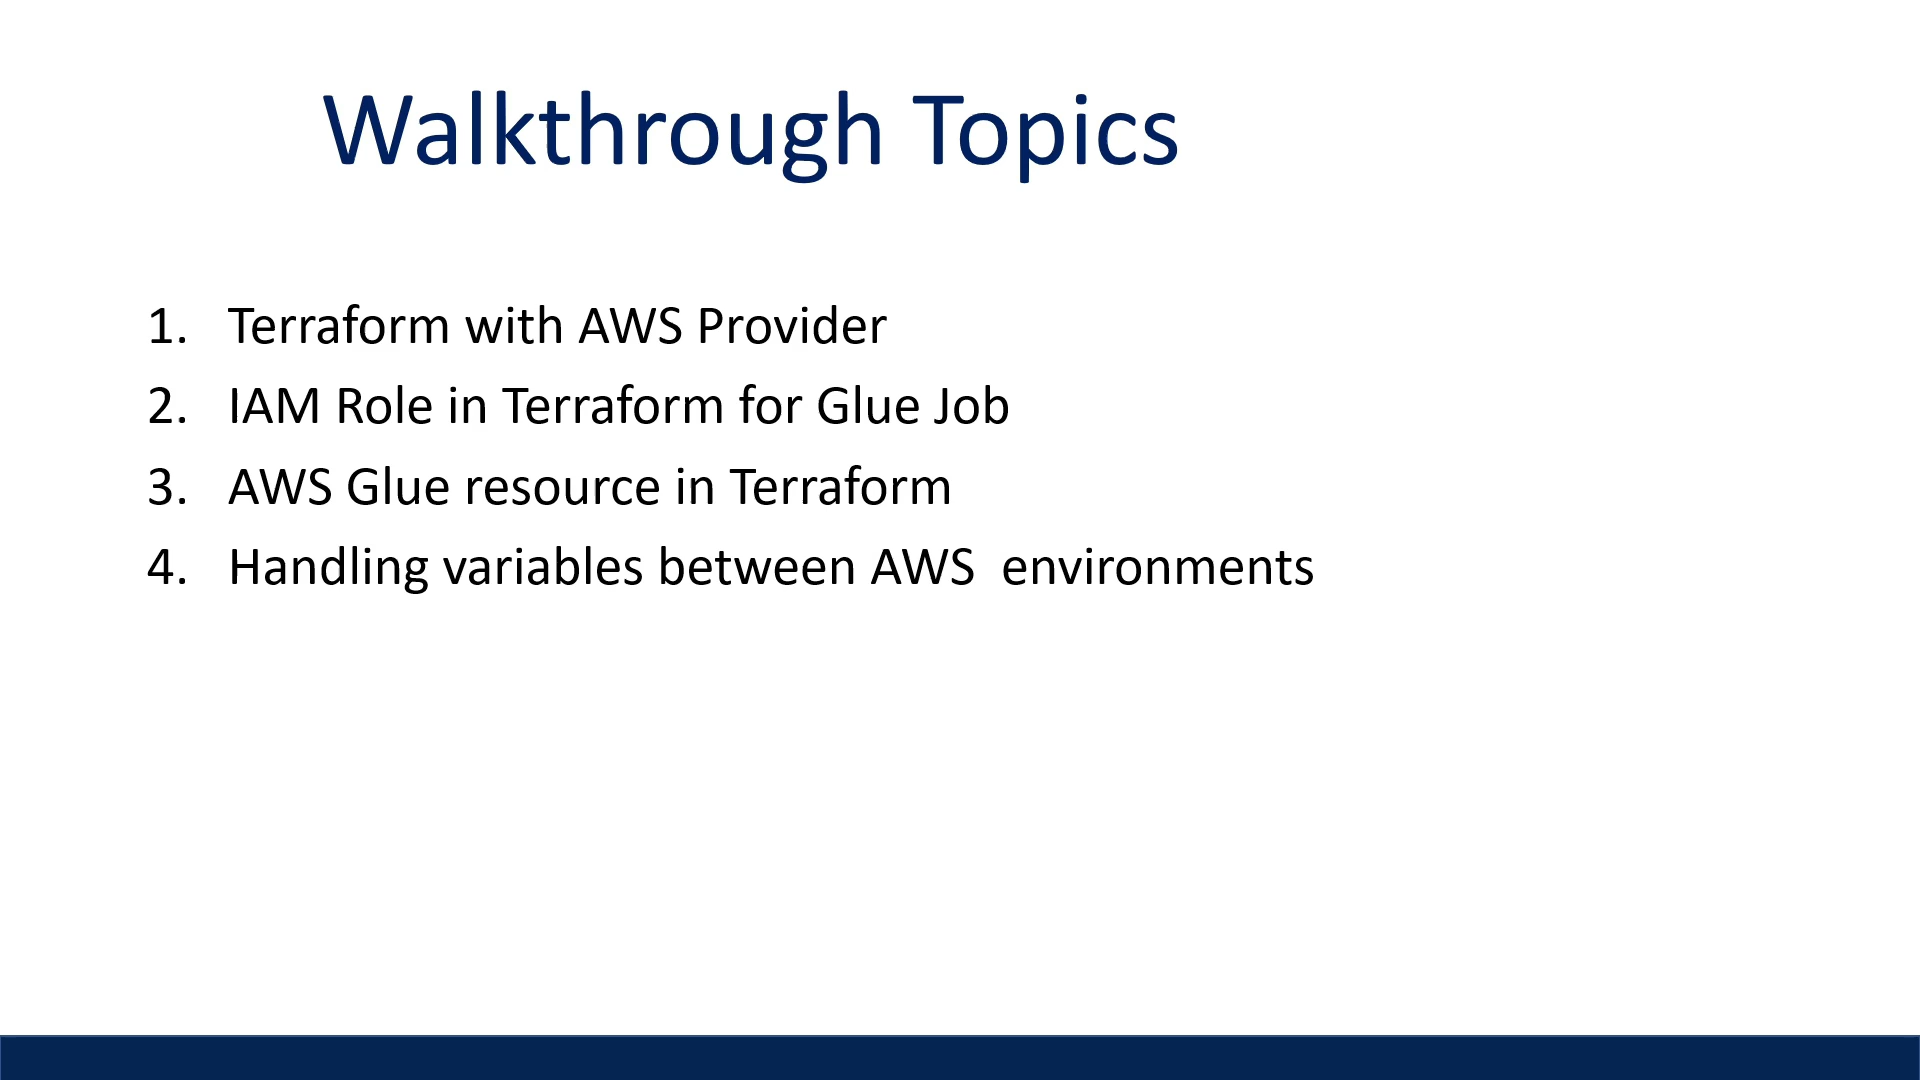 Walkthrough Topics
1. Terraform with AWS Provider
2. IAM Role in Terraform for Glue Job
3. AWS Glue resource in Terraform
4. Handling variables between AWS  environments